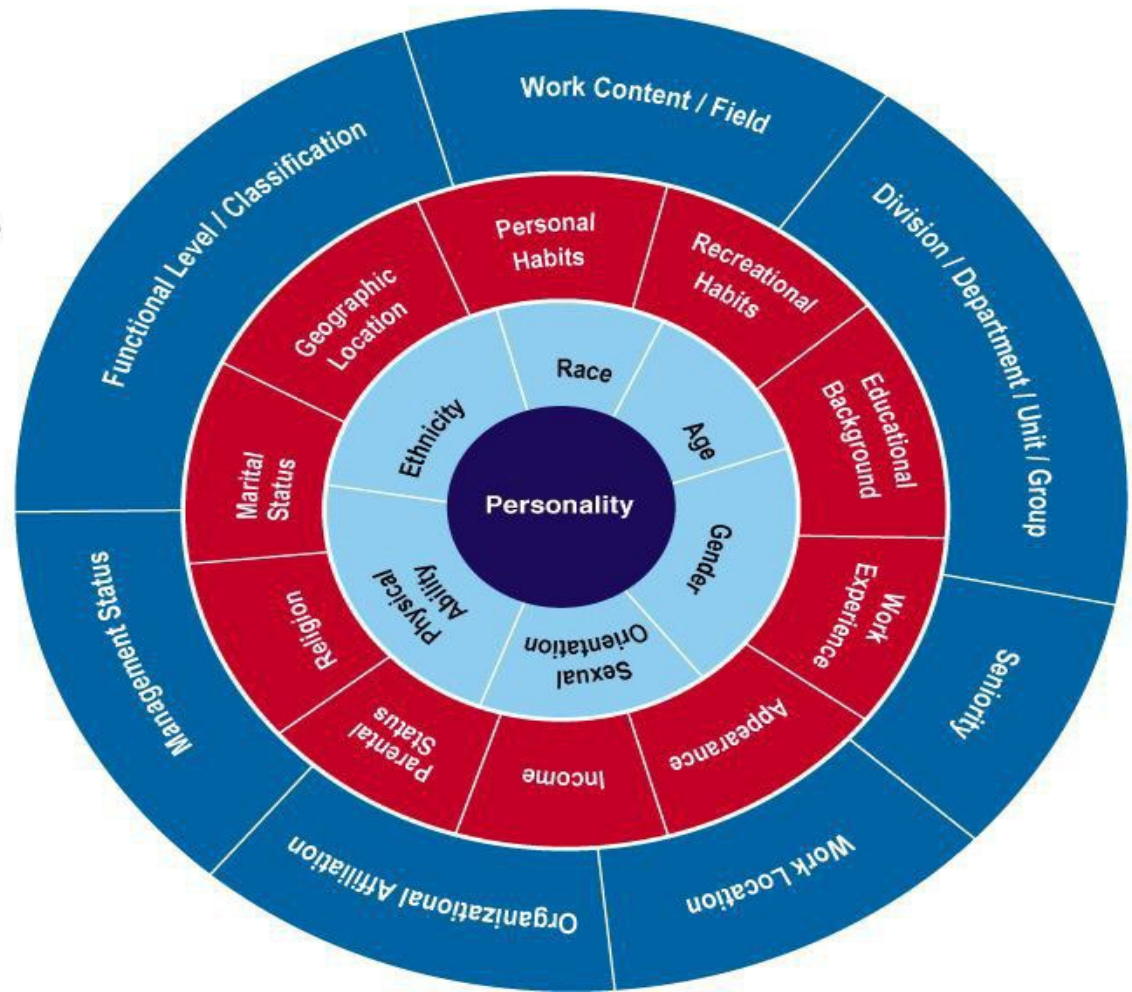 Work Content / Field
Division / Department / Unit / Group
Seniority
Work Location
Organizational Affiliation
Management Status
Functional Level / Classification
Personal
Habits
Recreational
Habits
Educational
Background
Work
Experience
Appearance
Income
Parental
Status
Religion
Marital
Status
Geographic
Location
Race
Age
Gender
Sexual
Orientation
Physical
Ability
Ethnicity
Personality